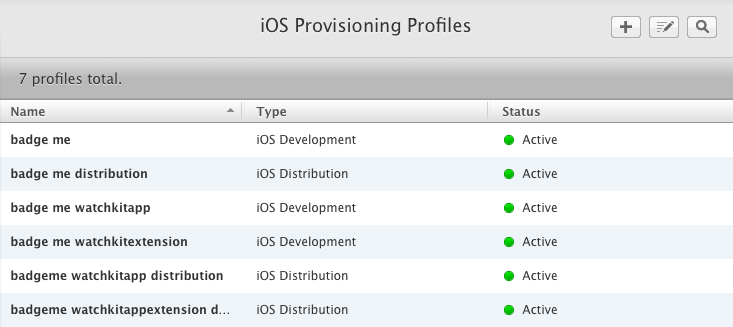 iOS Provisioning Profiles
7 profiles total.
Name Type Status
badge me iOS Development Active
badge me distribution iOS Distribution Active
badge me watchkitapp iOS Development Active
badge me watchkitextension iOS Development Active
badgeme watchkitapp distribution iOS Distribution Active
badgeme watchkitappextension d... iOS Distribution Active